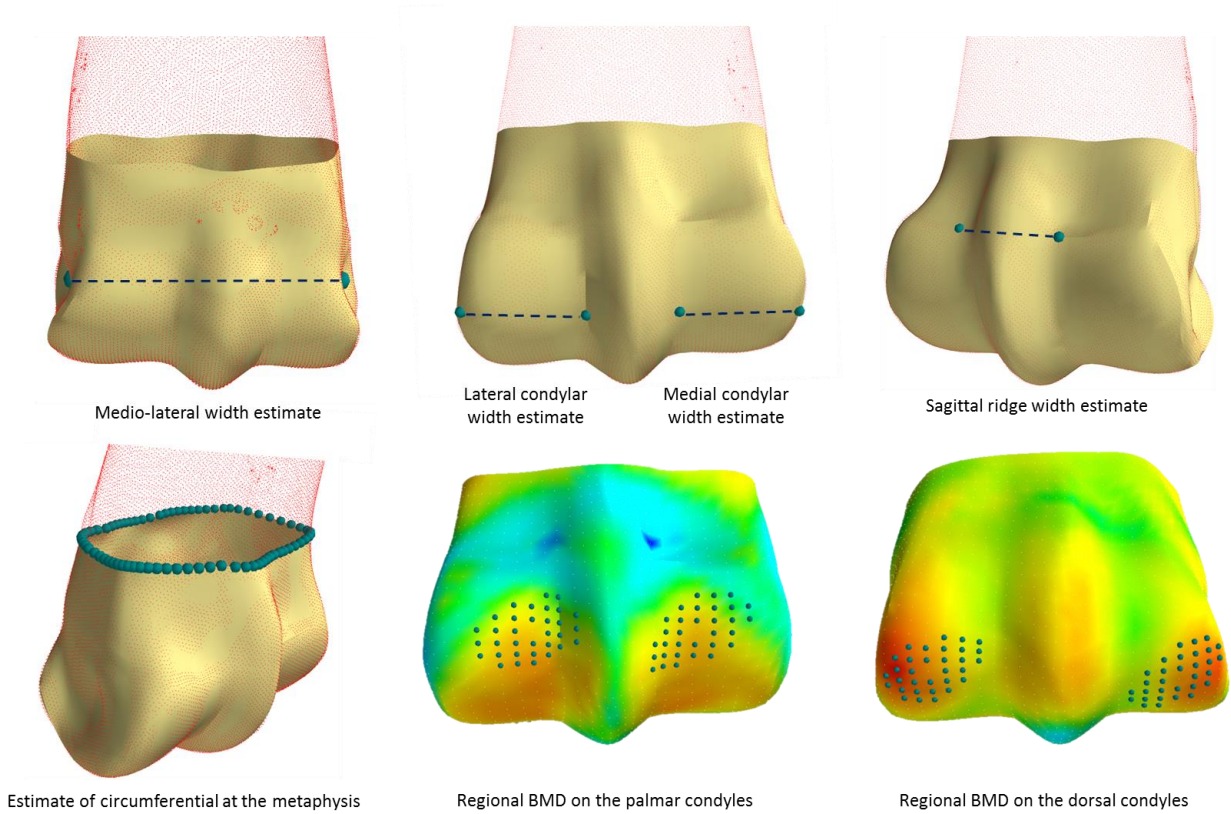 Medio-lateral width estimate
Lateral condylar
width estimate
Medial condylar
width estimate
Sagittal ridge width estimate
Estimate of circumferential at the metaphysis
Regional BMD on the palmar condyles
Regional BMD on the dorsal condyles